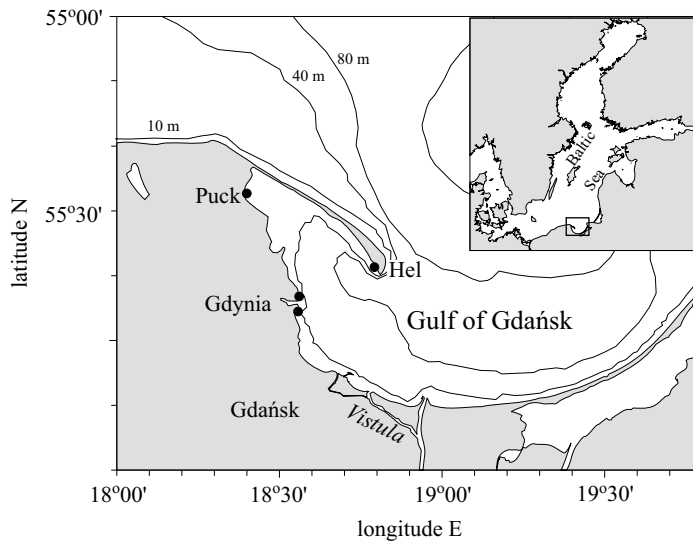 55º00'
80 m
40 m
10 m
Baltic
Sea
Puck
55º30'
latitude N
Hel
Gdynia
Gulf of Gdańsk
Gdańsk
Vistula
18º00'
18º30'
19º00'
19º30'
longitude E